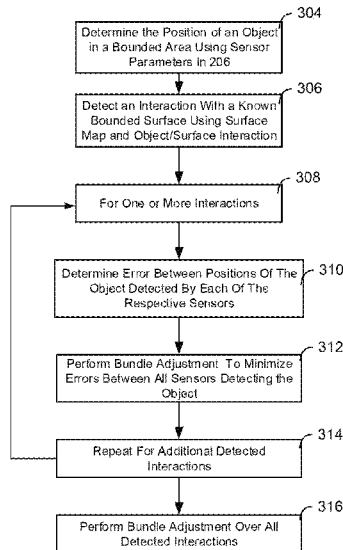 304
Determine the Position of an Object
in a Bounded Area Using Sensor
Parameters In 206
306
Detect an Interaction With a Known
Bounded Surface Using Surface
Map and Object/Surface Interaction
308
For One or More Interactions
310
Determine Error Between Positions Of The
Object Detected By Each Of The
Respective Sensors
312
Perform Bundle Adjustment To Minimize
Errors Between All Sensors Detecting the
Object
314
Repeat For Additional Detected
Interactions
316
Perform Bundle Adjustment Over All
Detected Interactions